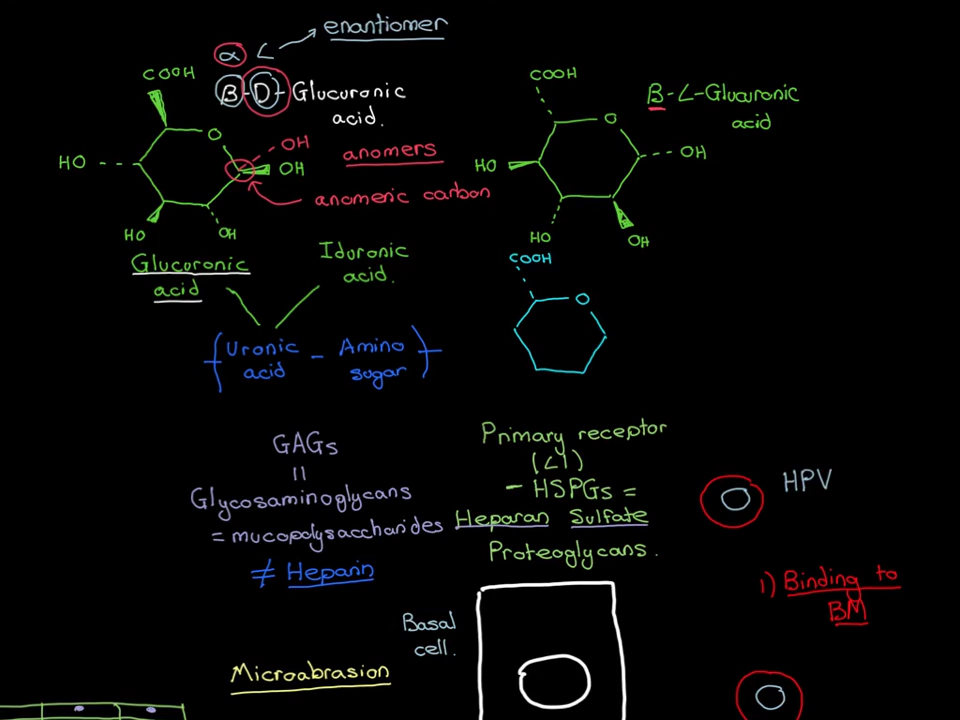 enantiomer
α L
COOH
β-D-Glucuronic
acid.
O
OH
HO
OH
anomers
anomeric carbon
HO
OH
Glucuronic
acid
Iduronic
acid.
COOH
β-L-Glucuronic
acid
O
HO
OH
HO
OH
COOH
O
Uronic - Amino
acid sugar
GAGs
=
Glycosaminoglycans
= mucopolysaccharides
≠ Heparin
Primary receptor
(L1)
- HSPGs =
Heparan Sulfate
Proteoglycans.
HPV
1) Binding to
BM
Basal
cell.
Microabrasion